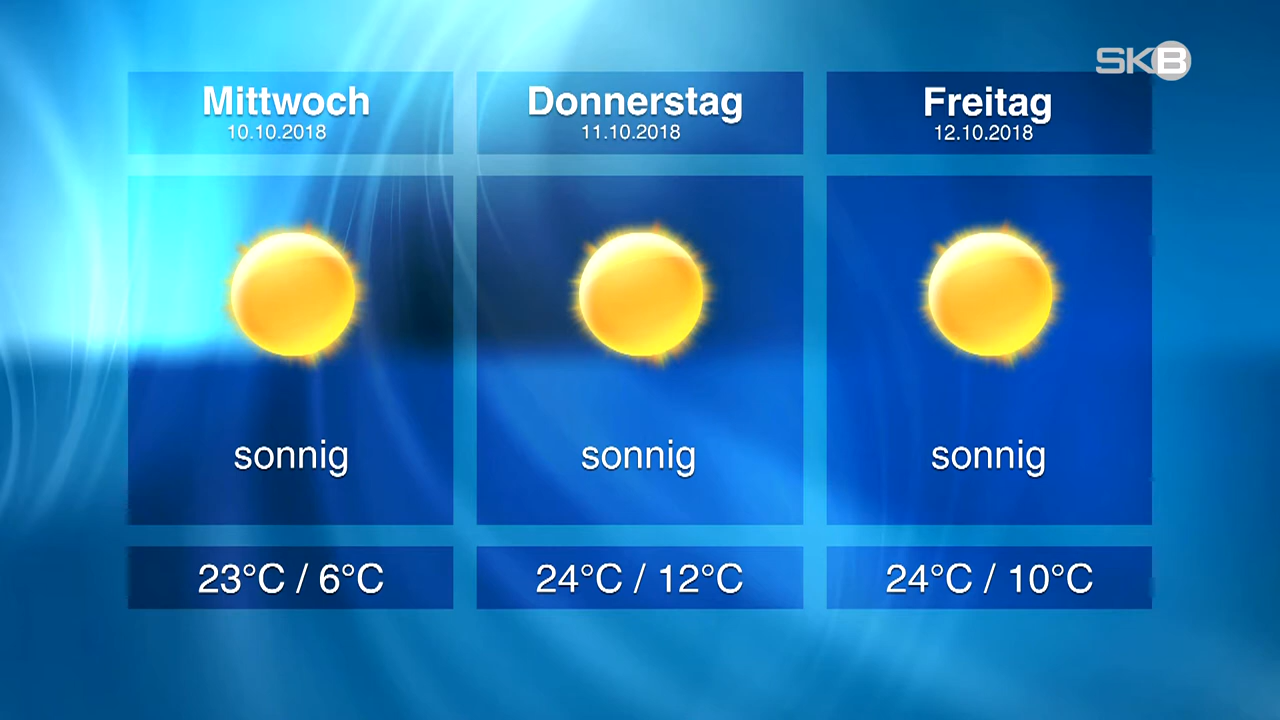 SKB
Mittwoch
10.10.2018
sonnig
23°C / 6°C
Donnerstag
11.10.2018
sonnig
24°C / 12°C
Freitag
12.10.2018
sonnig
24°C / 10°C